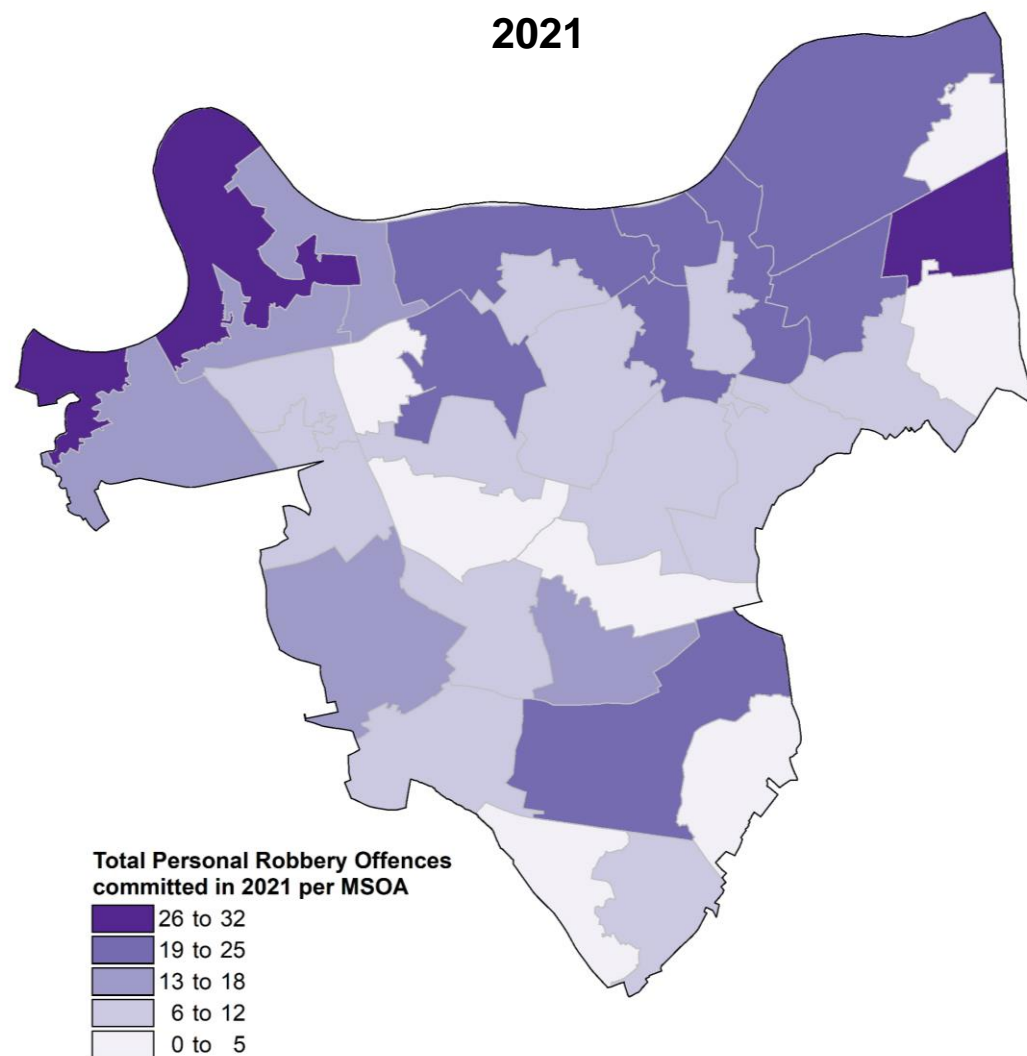 2021
Total Personal Robbery Offences
committed in 2021 per MSOA
26 to 32
19 to 25
13 to 18
6 to 12
0 to 5